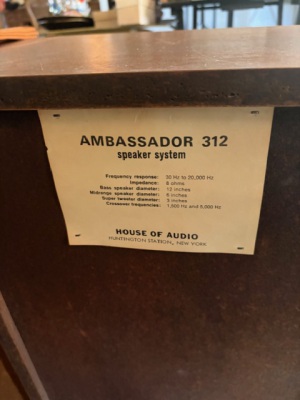 AMBASSADOR 312
speaker system
Frequency response: 30 Hz to 20,000 Hz
Impedance: 8 ohms
Bass speaker diameter: 12 inches
Midrange speaker diameter: 6 inches
Super tweeter diameter: 3 inches
Crossover frequencies: 1,500 Hz and 5,000 Hz
HOUSE OF AUDIO
HUNTINGTON STATION, NEW YORK